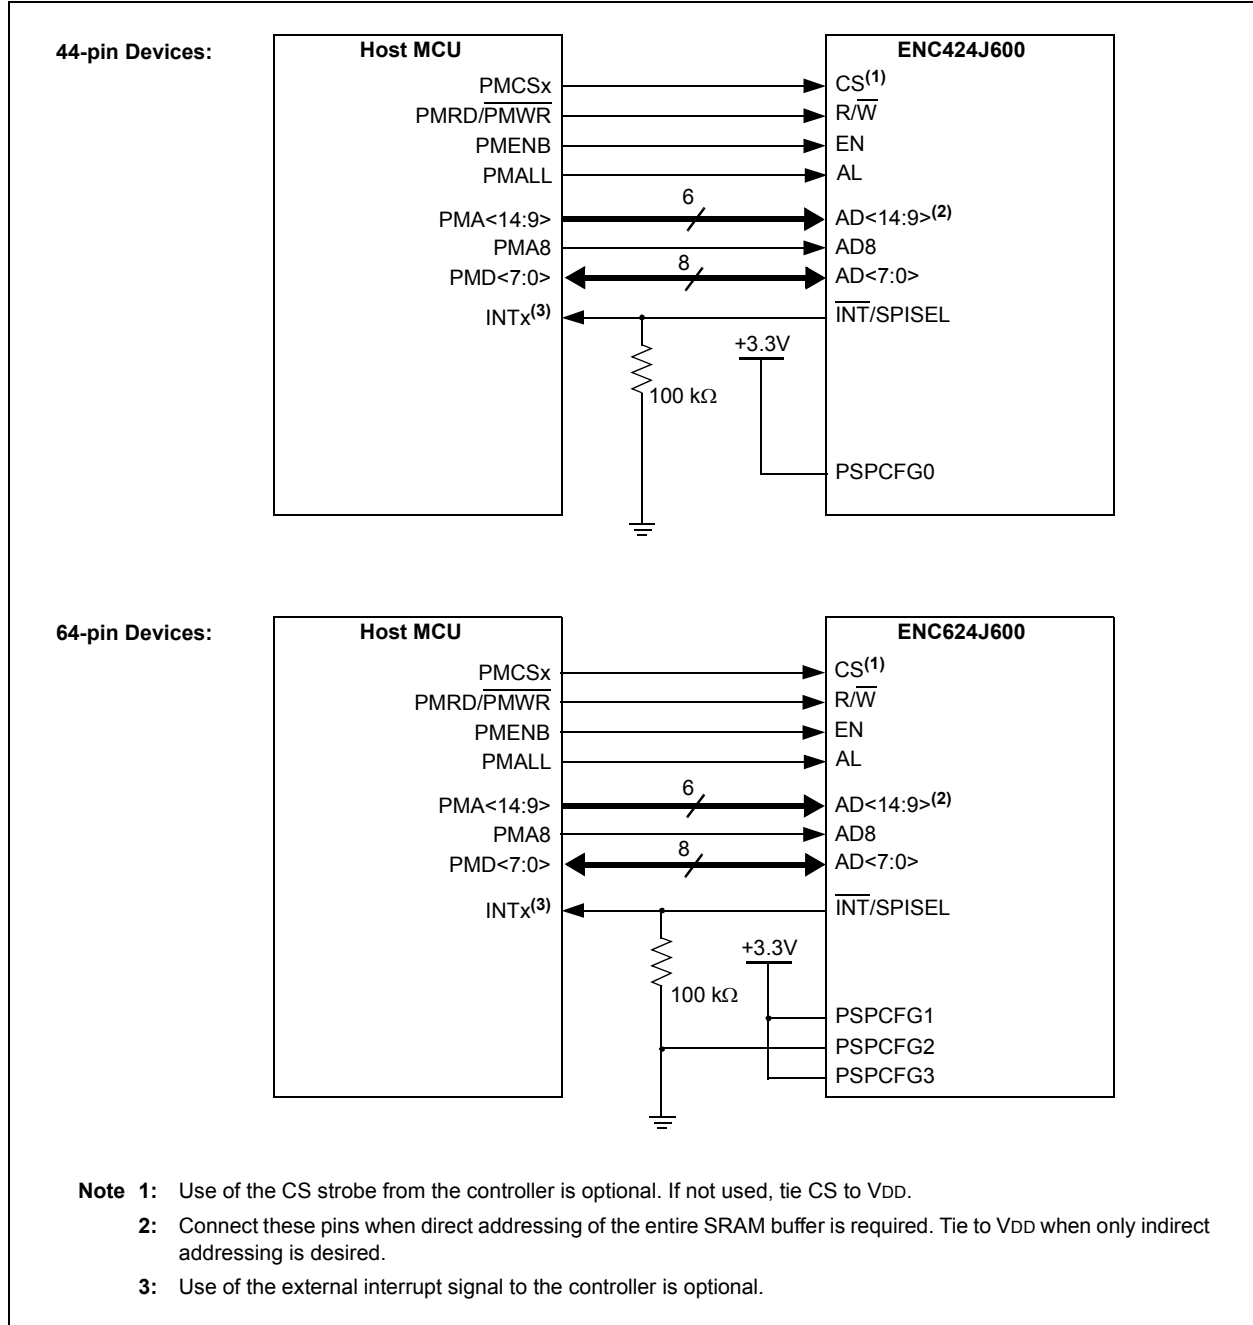 44-pin Devices:
Host MCU
ENC424J600
PMCSx
CS(1)
PMRD/PMWR
R/W
PMENB
EN
PMALL
AL
6
PMA<14:9>
AD<14:9>(2)
PMA8
AD8
8
PMD<7:0>
AD<7:0>
INTx(3)
INT/SPISEL
+3.3V
100 kΩ
PSPCFG0
64-pin Devices:
Host MCU
ENC624J600
PMCSx
CS(1)
PMRD/PMWR
R/W
PMENB
EN
PMALL
AL
6
PMA<14:9>
AD<14:9>(2)
PMA8
AD8
8
PMD<7:0>
AD<7:0>
INTx(3)
INT/SPISEL
+3.3V
100 kΩ
PSPCFG1
PSPCFG2
PSPCFG3
Note 1: Use of the CS strobe from the controller is optional. If not used, tie CS to VDD.
2: Connect these pins when direct addressing of the entire SRAM buffer is required. Tie to VDD when only indirect
addressing is desired.
3: Use of the external interrupt signal to the controller is optional.